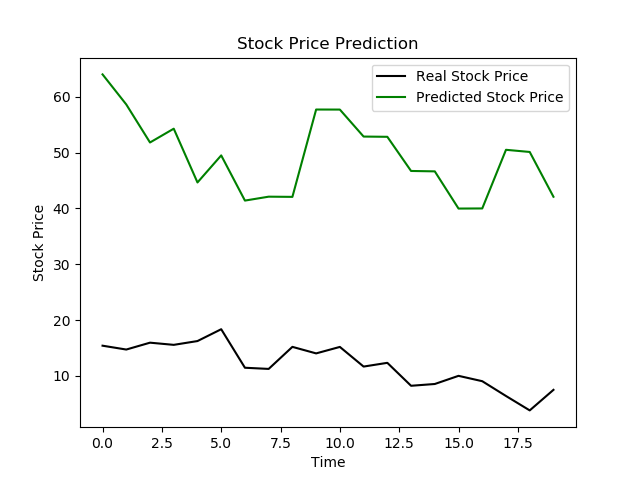 Stock Price Prediction
Real Stock Price
Predicted Stock Price
Stock Price
60
50
40
30
20
10
0.0 2.5 5.0 7.5 10.0 12.5 15.0 17.5
Time